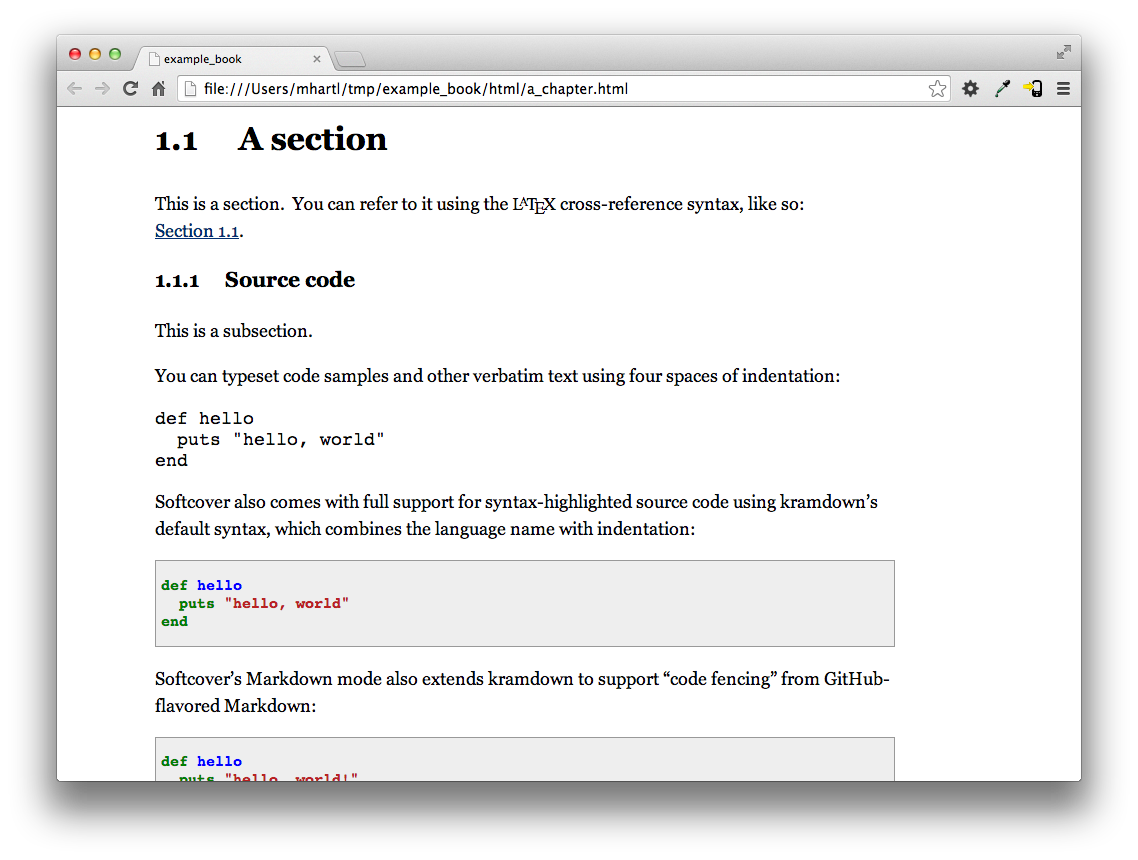 example_book
file:///Users/mhartl/tmp/example_book/html/a_chapter.html
1.1 A section
This is a section. You can refer to it using the LATEX cross-reference syntax, like so:
Section 1.1.
1.1.1 Source code
This is a subsection.
You can typeset code samples and other verbatim text using four spaces of indentation:
def hello
  puts "hello, world"
end
Softcover also comes with full support for syntax-highlighted source code using kramdown’s
default syntax, which combines the language name with indentation:
def hello
  puts "hello, world"
end
Softcover’s Markdown mode also extends kramdown to support “code fencing” from GitHub-
flavored Markdown:
def hello
  puts "hello, world!"